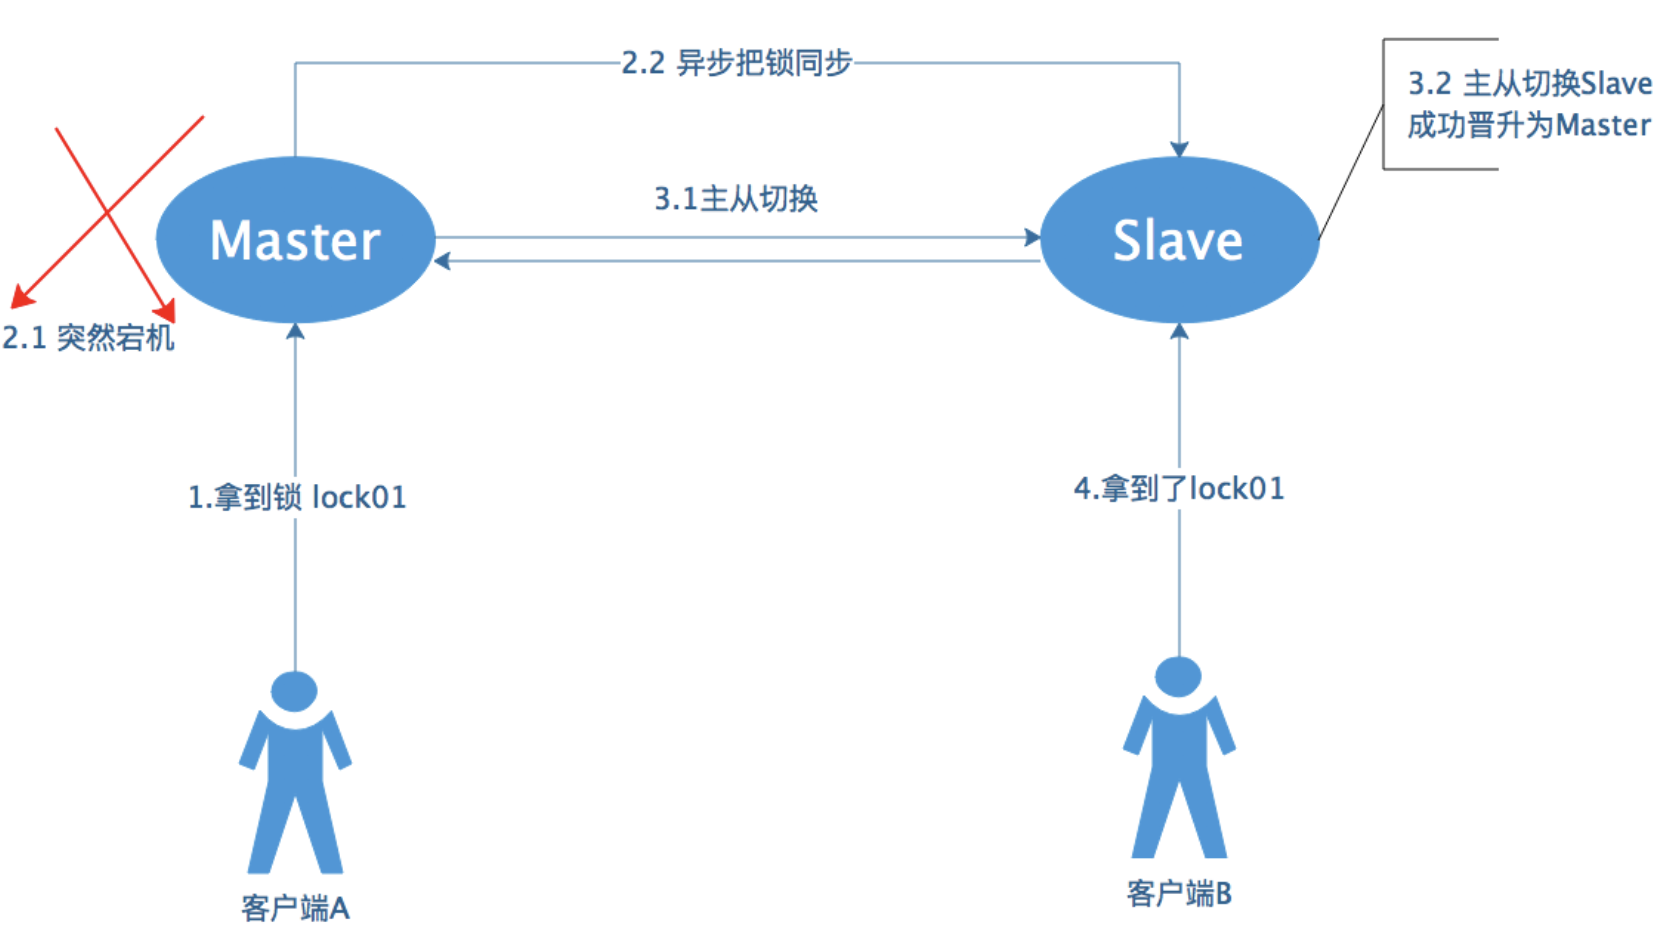 2.2 异步把锁同步
3.2 主从切换Slave
成功晋升为Master
3.1主从切换
Master
Slave
2.1 突然宕机
1.拿到锁 lock01
4.拿到了lock01
客户端A
客户端B